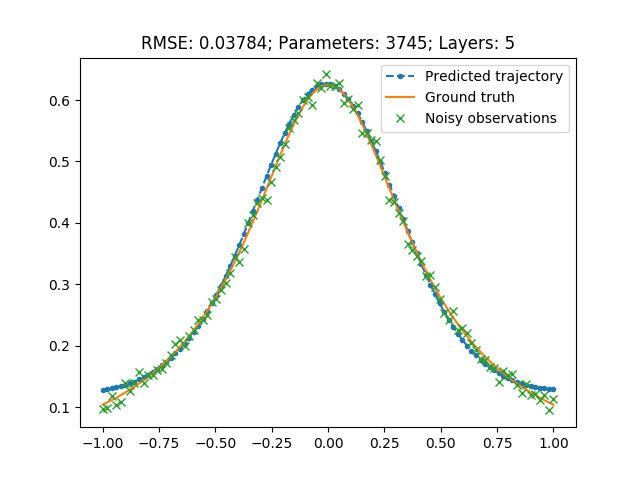 RMSE: 0.03784; Parameters: 3745; Layers: 5
Predicted trajectory
Ground truth
Noisy observations
0.6
0.5
0.4
0.3
0.2
0.1
−1.00 −0.75 −0.50 −0.25 0.00 0.25 0.50 0.75 1.00